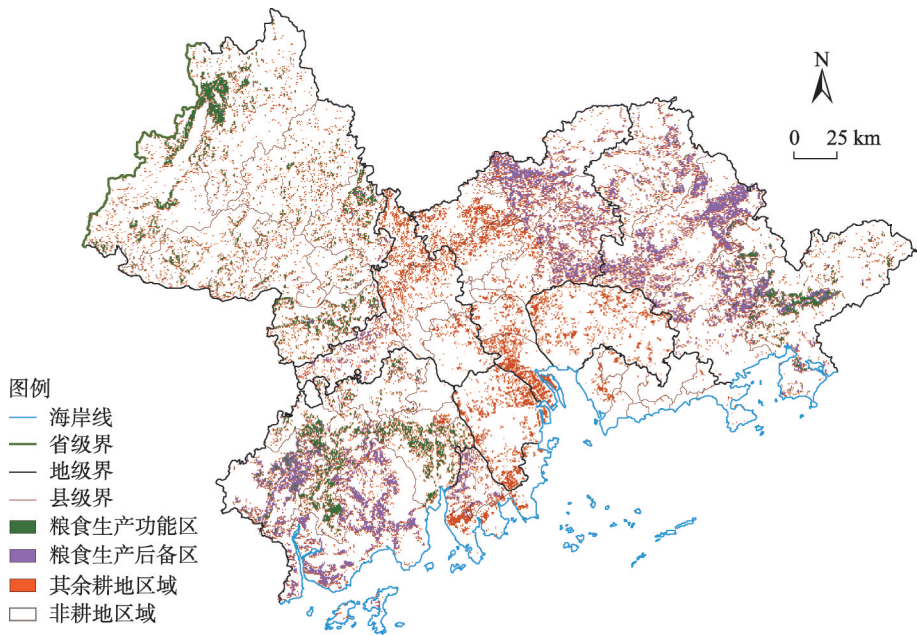 N
0 25 km
图例
海岸线
省级界
地级界
县级界
粮食生产功能区
粮食生产后备区
其余耕地区域
非耕地区域